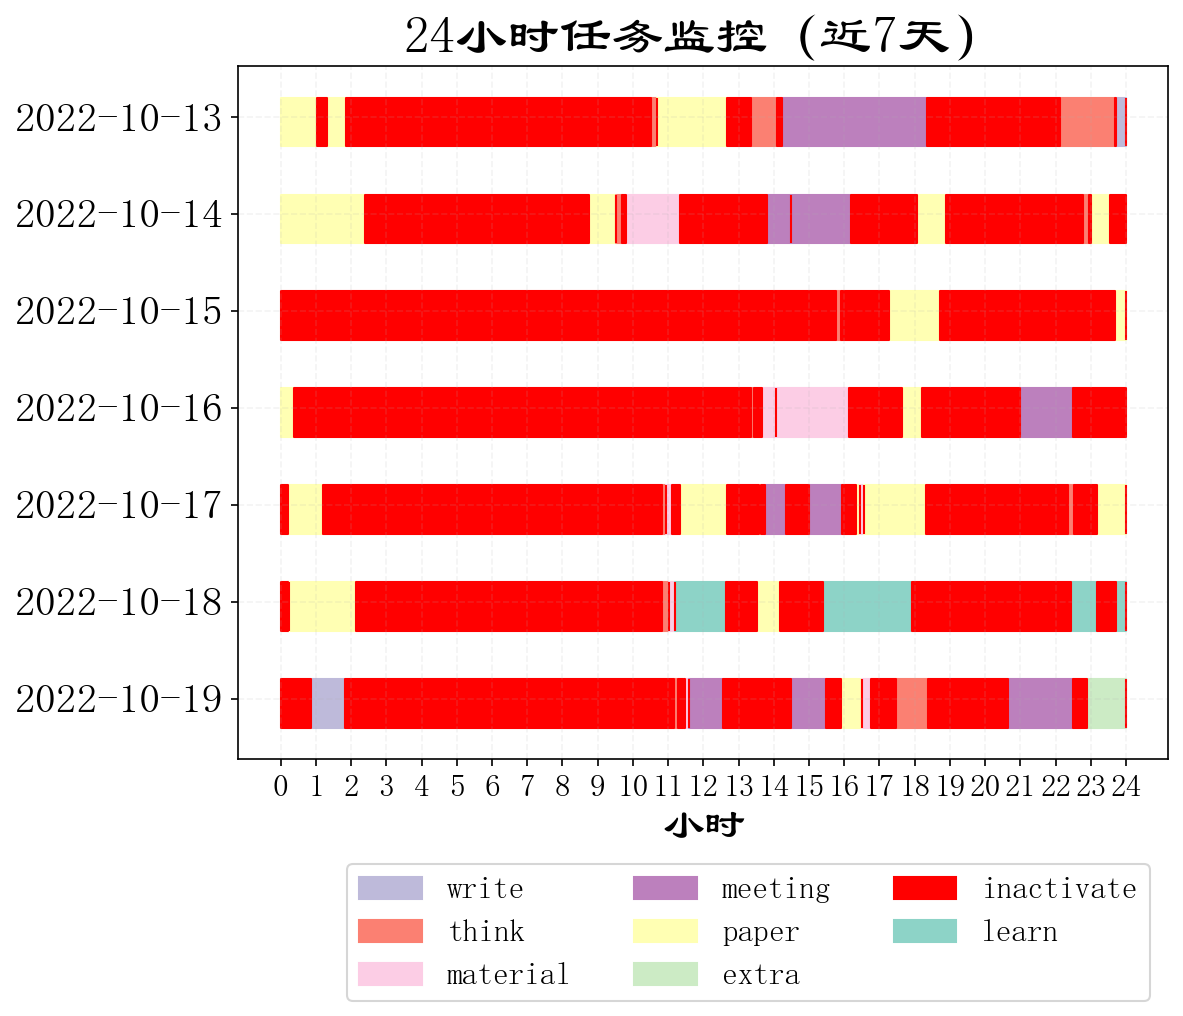 24小时任务监控 (近7天)
2022-10-13
2022-10-14
2022-10-15
2022-10-16
2022-10-17
2022-10-18
2022-10-19
0 1 2 3 4 5 6 7 8 9 10 11 12 13 14 15 16 17 18 19 20 21 22 23 24
小时
write meeting inactivate
think paper learn
material extra